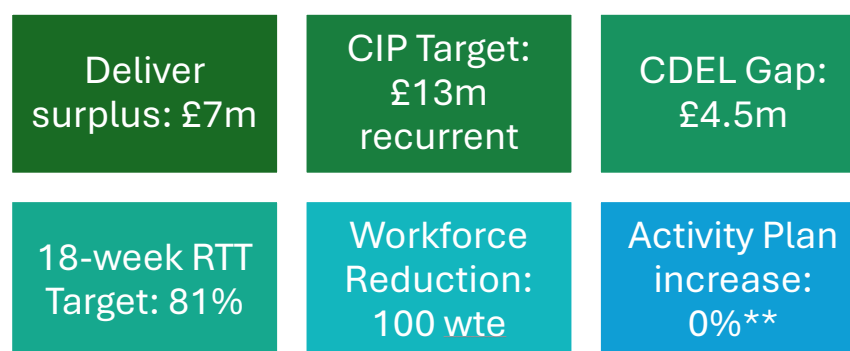 Deliver
surplus: £7m
CIP Target:
£13m
recurrent
CDEL Gap:
£4.5m
18-week RTT
Target: 81%
Workforce
Reduction:
100 wte
Activity Plan
increase:
0%**